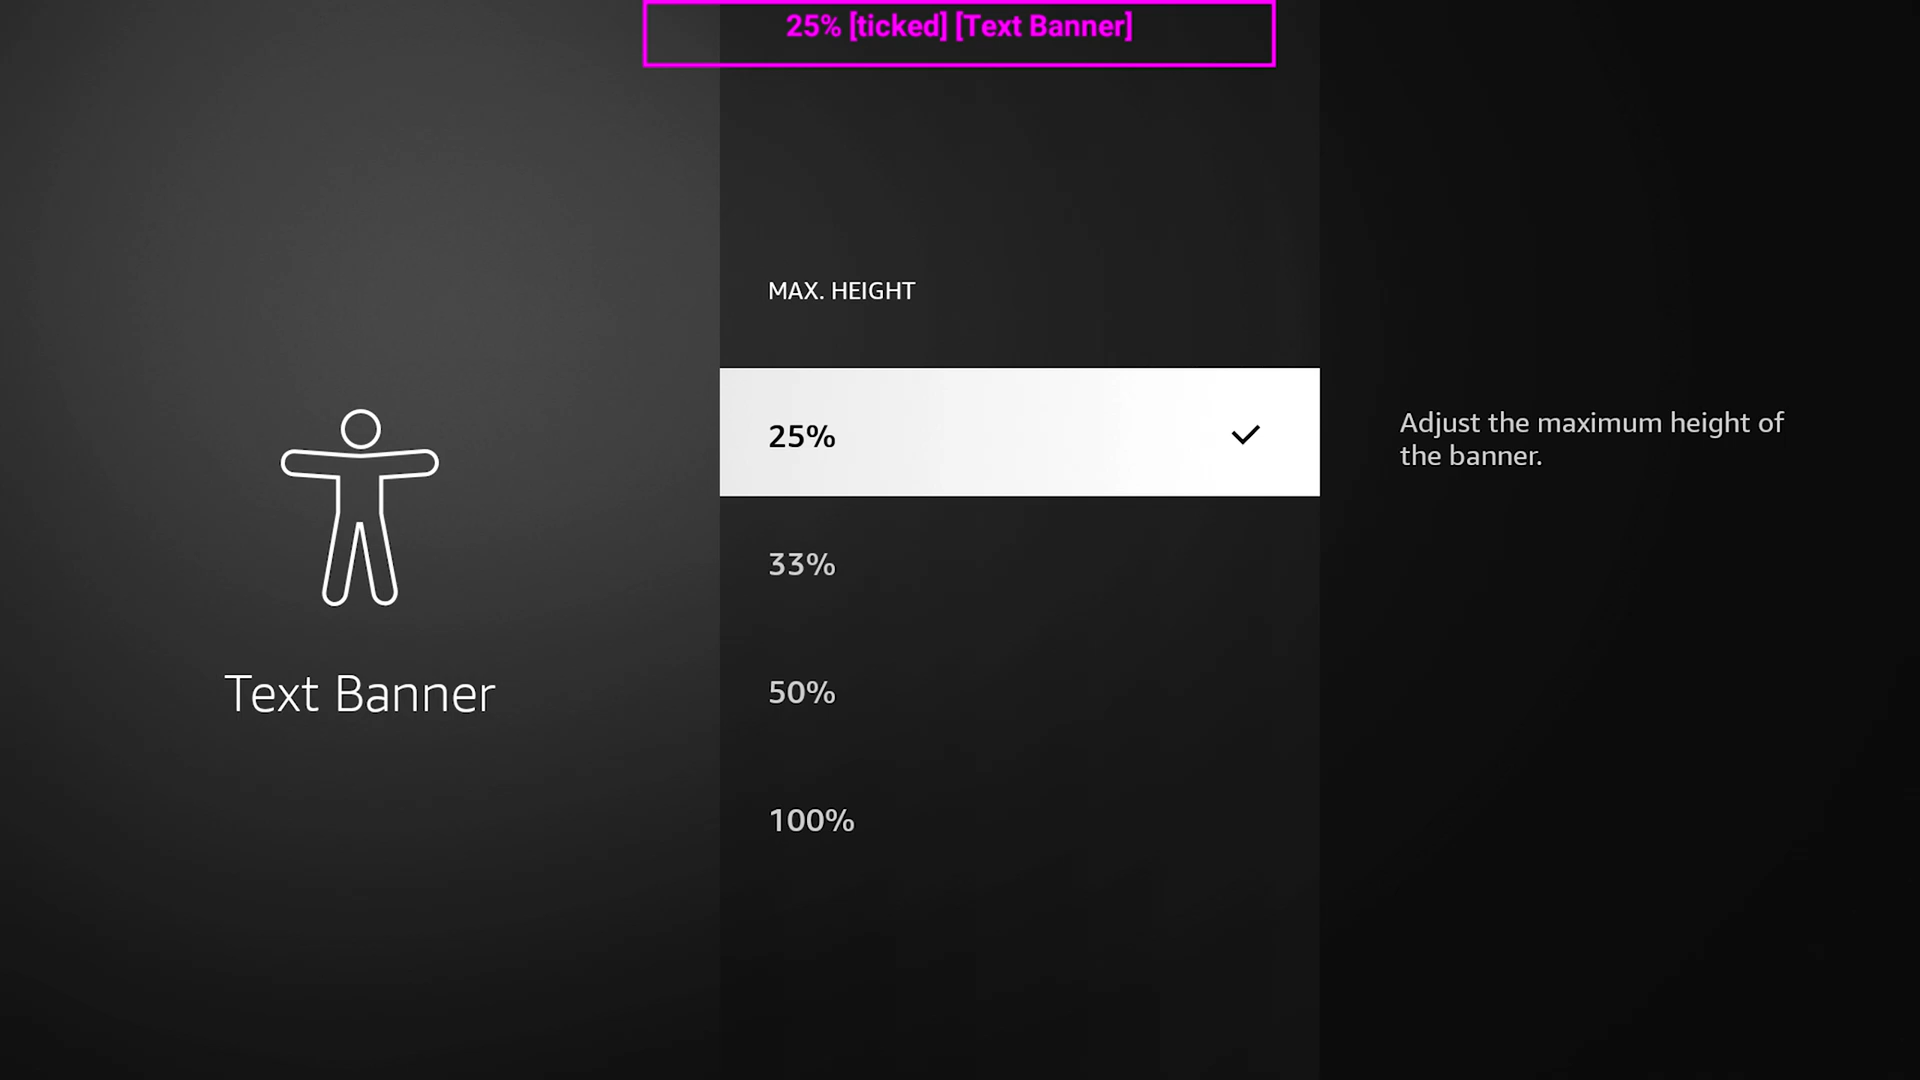 25% [ticked] [Text Banner]
MAX. HEIGHT
25%
33%
50%
100%
Text Banner
Adjust the maximum height of
the banner.